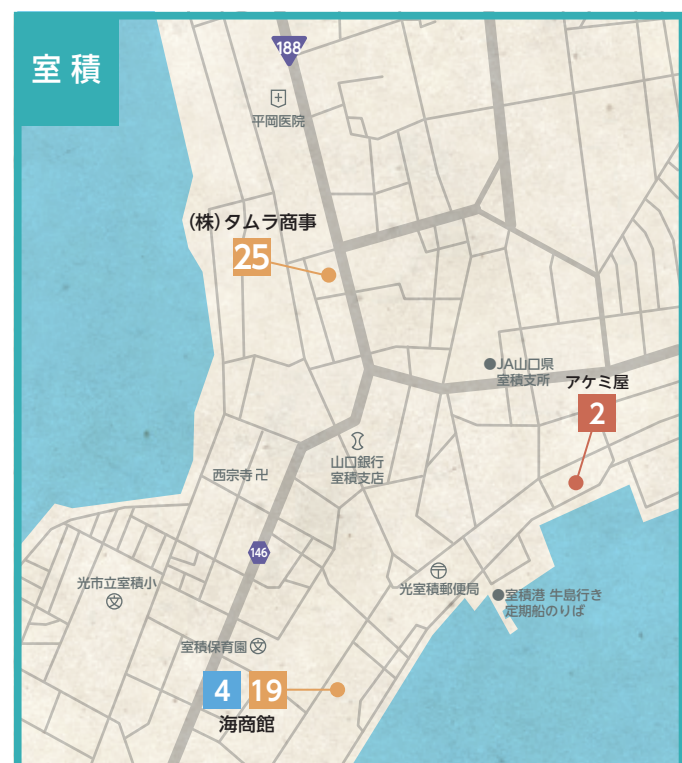 室積
188
平岡医院
(株)タムラ商事
25
JA山口県
室積支所
アケミ屋
2
山口銀行
室積支店
西宗寺卍
146
光市立室積小
文
光室積郵便局
室積港 牛島行き
定期船のりば
室積保育園
文
4
19
海商館